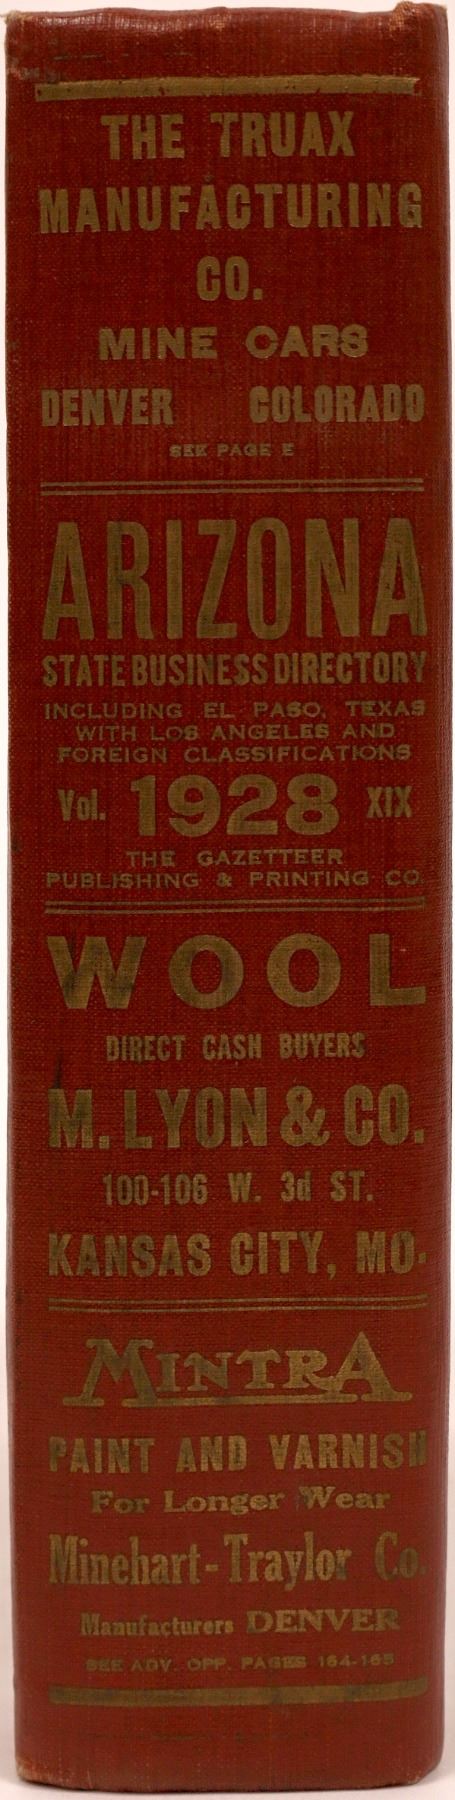 THE TRUAX
MANUFACTURING
CO.
MINE CARS
DENVER COLORADO
SEE PAGE E
ARIZONA
STATE BUSINESS DIRECTORY
INCLUDING EL PASO, TEXAS
WITH LOS ANGELES AND
FOREIGN CLASSIFICATIONS
Vol. 1928 XIX
THE GAZETTEER
PUBLISHING & PRINTING CO.
WOOL
DIRECT CASH BUYERS
M. LYON & CO.
100-106 W. 3d ST.
KANSAS CITY, MO.
MINTRA
PAINT AND VARNISH
For Longer Wear
Minehart-Traylor Co.
Manufacturers DENVER
SEE ADV. OPP. PAGES 164-165